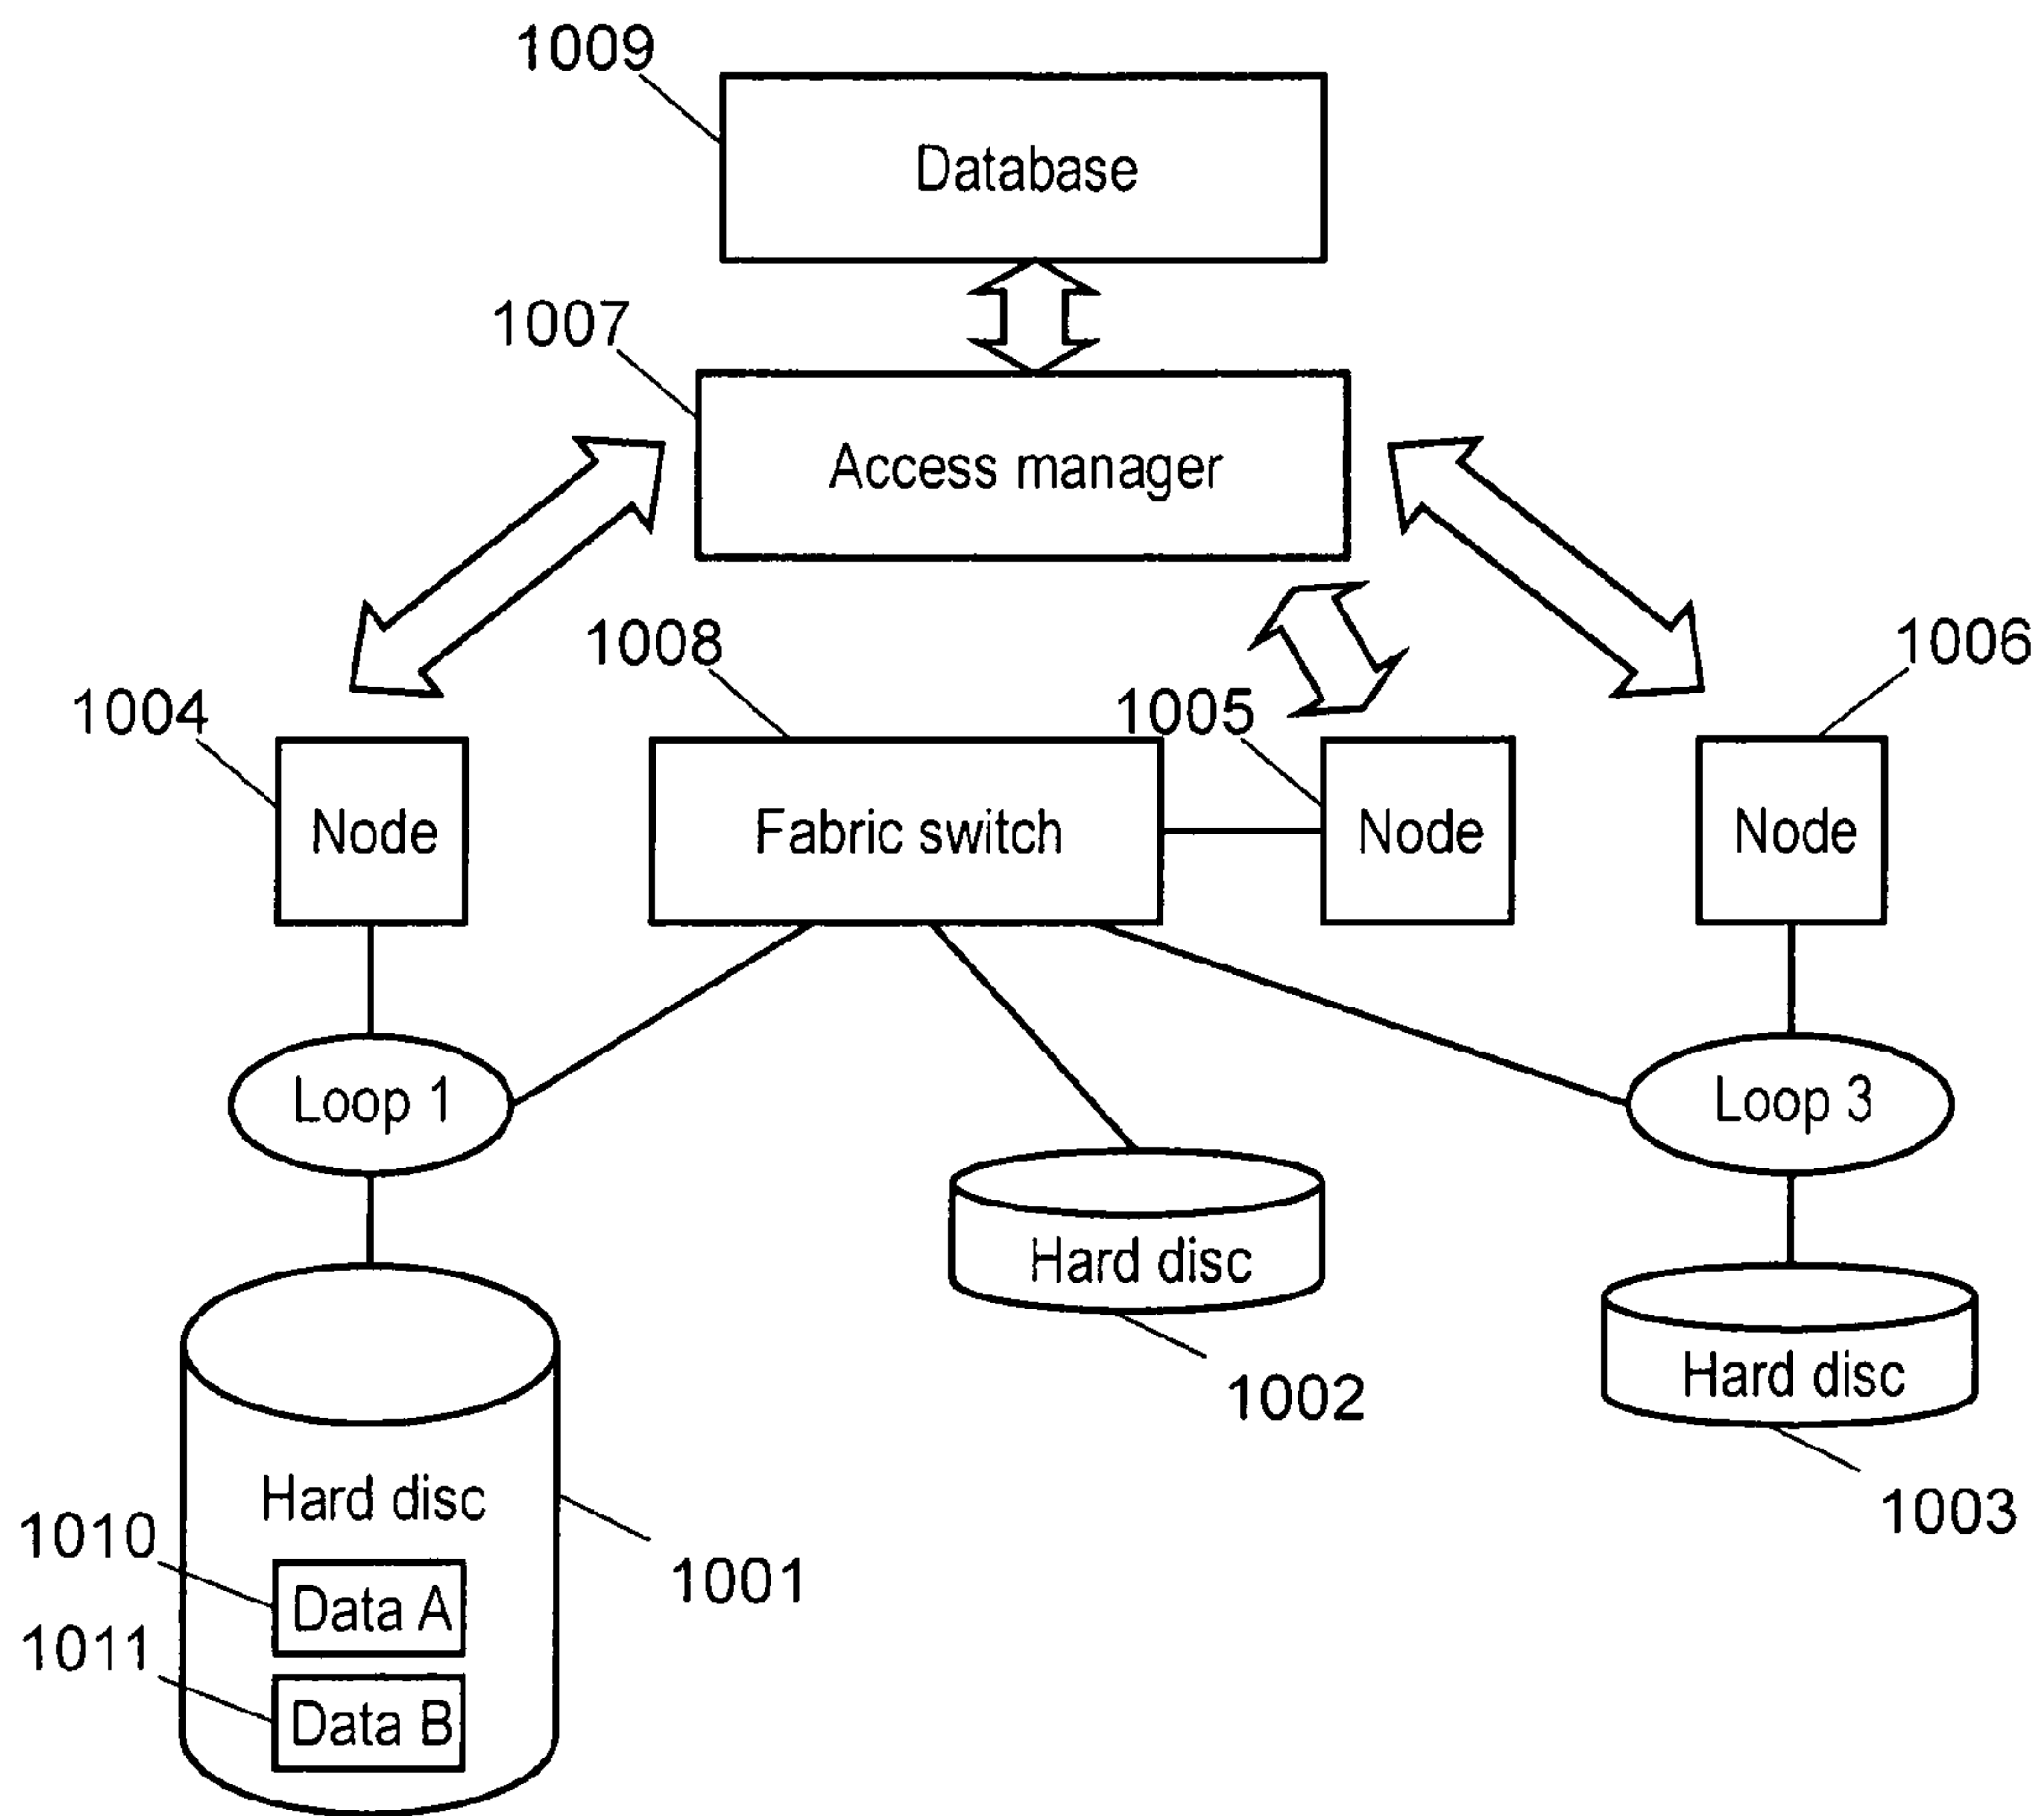 1009
Database
1007
Access manager
1008
1006
1004
1005
Node
Fabric switch
Node
Node
Loop 1
Loop 3
Hard disc
1002
Hard disc
1003
Hard disc
1010
1001
Data A
1011
Data B